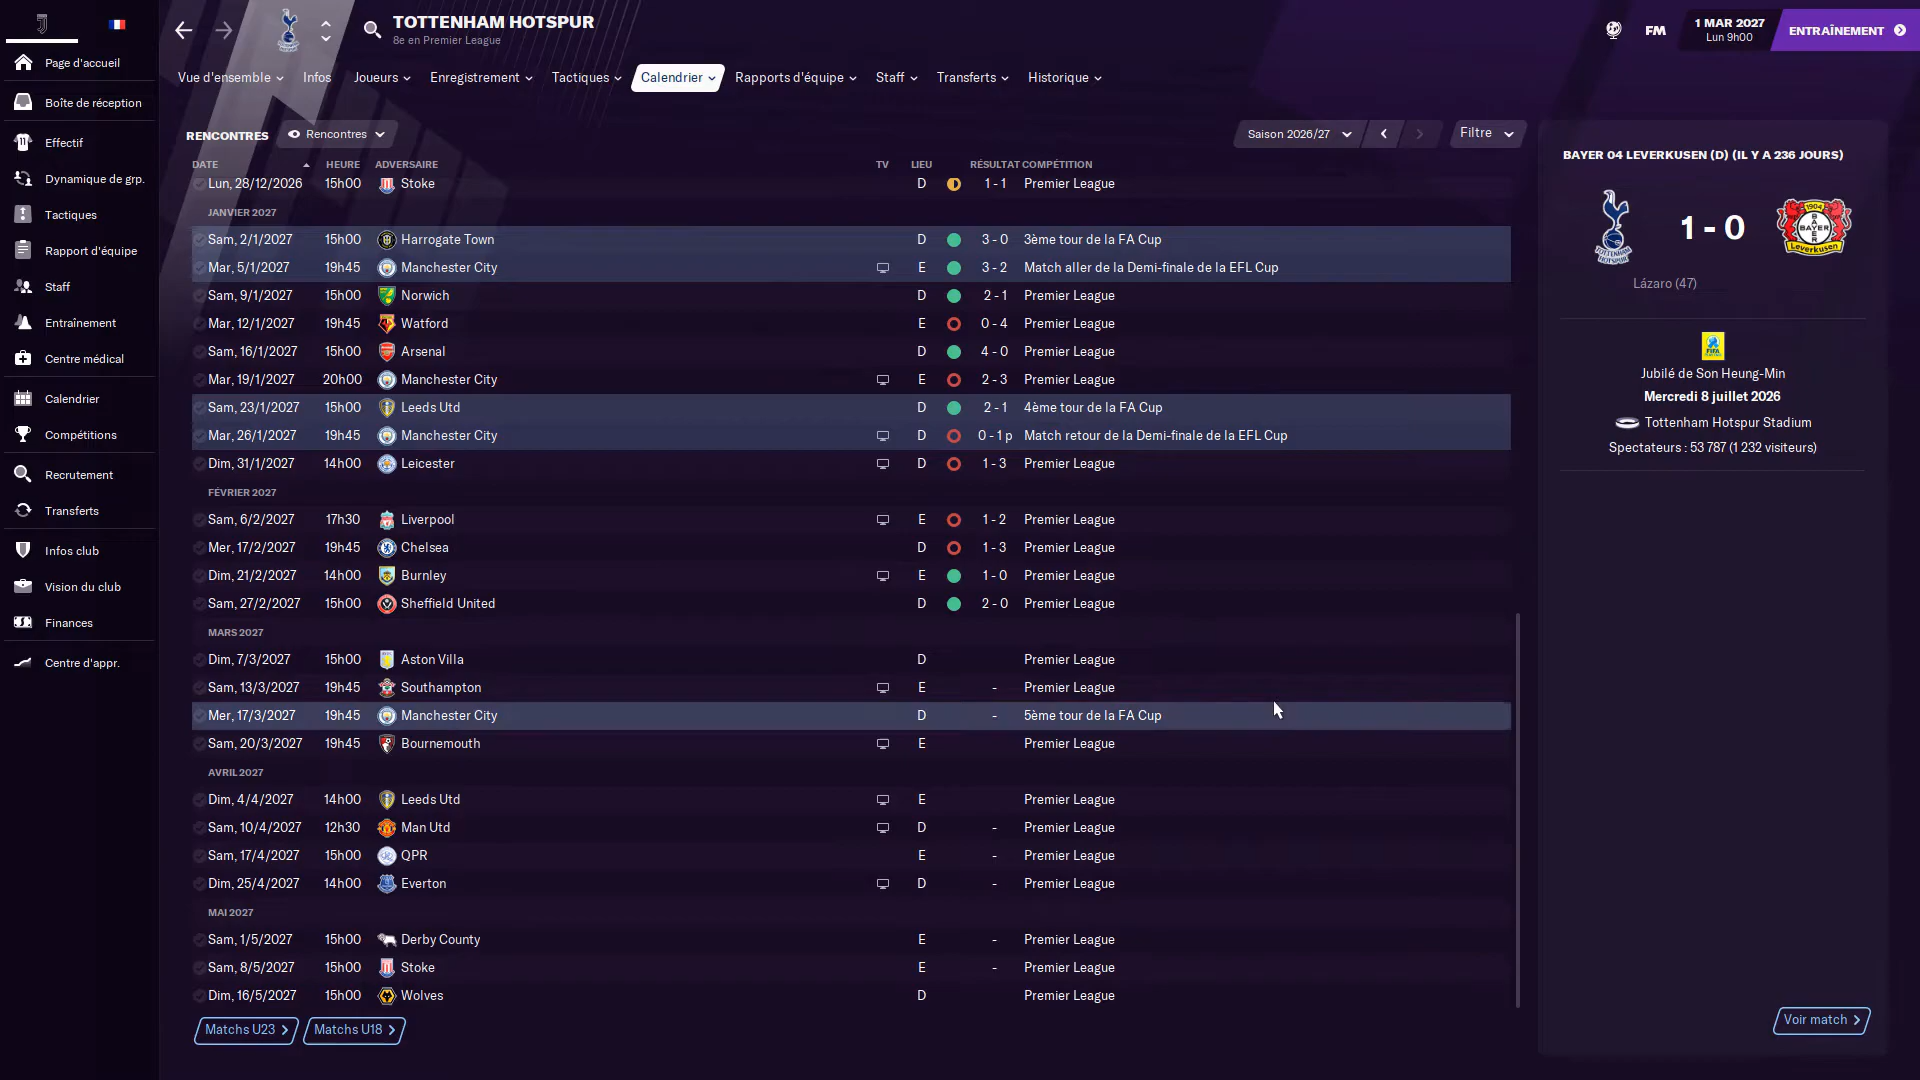 TOTTENHAM HOTSPUR
8e en Premier League
FM
1 MAR 2027
Lun 9h00
ENTRAÎNEMENT
Page d'accueil
Boîte de réception
Effectif
Dynamique de grp.
Tactiques
Rapport d'équipe
Staff
Entraînement
Centre médical
Calendrier
Compétitions
Recrutement
Transferts
Infos club
Vision du club
Finances
Centre d'appr.
Vue d'ensemble Infos Joueurs Enregistrement Tactiques Calendrier Rapports d'équipe Staff Transferts Historique
RENCONTRES Rencontres Saison 2026/27 Filtre
DATE HEURE ADVERSAIRE TV LIEU RÉSULTAT COMPÉTITION
Lun, 28/12/2026 15h00 Stoke D 1 - 1 Premier League
JANVIER 2027
Sam, 2/1/2027 15h00 Harrogate Town D 3 - 0 3ème tour de la FA Cup
Mar, 5/1/2027 19h45 Manchester City E 3 - 2 Match aller de la Demi-finale de la EFL Cup
Sam, 9/1/2027 15h00 Norwich D 2 - 1 Premier League
Mar, 12/1/2027 19h45 Watford E 0 - 4 Premier League
Sam, 16/1/2027 15h00 Arsenal D 4 - 0 Premier League
Mar, 19/1/2027 20h00 Manchester City E 2 - 3 Premier League
Sam, 23/1/2027 15h00 Leeds Utd D 2 - 1 4ème tour de la FA Cup
Mar, 26/1/2027 19h45 Manchester City D 0 - 1 p Match retour de la Demi-finale de la EFL Cup
Dim, 31/1/2027 14h00 Leicester D 1 - 3 Premier League
FÉVRIER 2027
Sam, 6/2/2027 17h30 Liverpool E 1 - 2 Premier League
Mer, 17/2/2027 19h45 Chelsea D 1 - 3 Premier League
Dim, 21/2/2027 14h00 Burnley E 1 - 0 Premier League
Sam, 27/2/2027 15h00 Sheffield United D 2 - 0 Premier League
MARS 2027
Dim, 7/3/2027 15h00 Aston Villa D Premier League
Sam, 13/3/2027 19h45 Southampton E - Premier League
Mer, 17/3/2027 19h45 Manchester City D - 5ème tour de la FA Cup
Sam, 20/3/2027 19h45 Bournemouth E Premier League
AVRIL 2027
Dim, 4/4/2027 14h00 Leeds Utd E Premier League
Sam, 10/4/2027 12h30 Man Utd D - Premier League
Sam, 17/4/2027 15h00 QPR E - Premier League
Dim, 25/4/2027 14h00 Everton D - Premier League
MAI 2027
Sam, 1/5/2027 15h00 Derby County E - Premier League
Sam, 8/5/2027 15h00 Stoke E - Premier League
Dim, 16/5/2027 15h00 Wolves D Premier League
Matchs U23 Matchs U18
BAYER 04 LEVERKUSEN (D) (IL Y A 236 JOURS)
1 - 0
Lázaro (47)
Jubilé de Son Heung-Min
Mercredi 8 juillet 2026
Tottenham Hotspur Stadium
Spectateurs : 53 787 (1 232 visiteurs)
Voir match